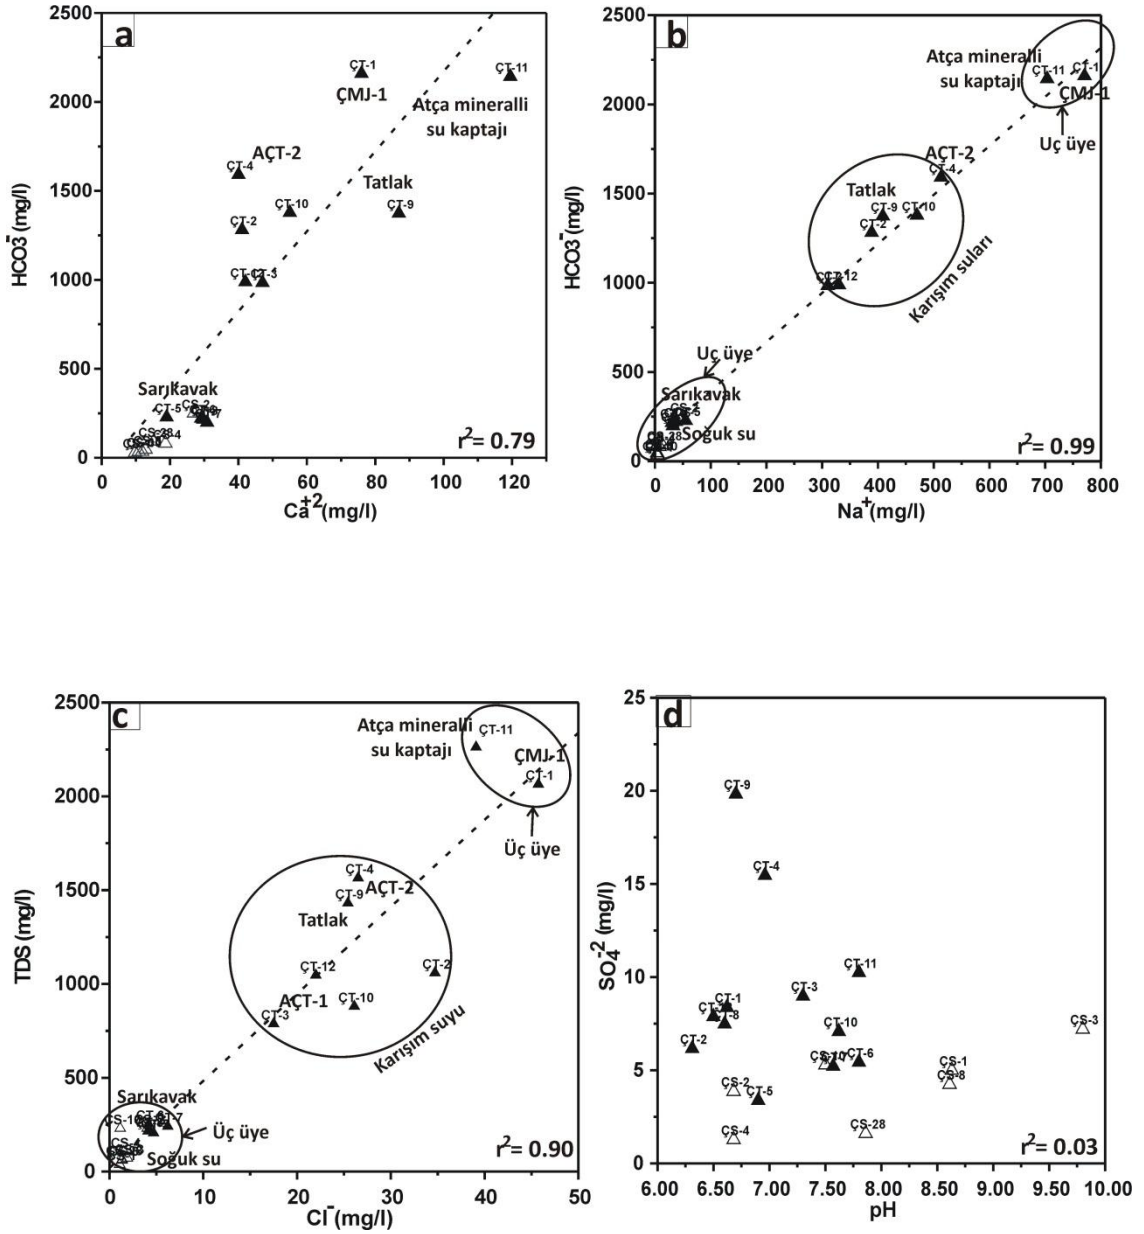 a
2500
2000
1500
1000
500
0
HCO3⁻ (mg/l)
ÇT-1
ÇMJ-1
ÇT-11
Atça mineralli
su kaptajı
AÇT-2
ÇT-4
ÇT-10
Tatlak
ÇT-9
ÇT-2
Sarıkavak
ÇT-5
r²= 0.79
0 20 40 60 80 100 120
Ca⁺²(mg/l)
b
2500
2000
1500
1000
500
0
HCO3⁻ (mg/l)
Atça mineralli
su kaptajı
ÇT-11
ÇT-1
ÇMJ-1
Uç üye
AÇT-2
ÇT-4
Tatlak
ÇT-9
ÇT-10
ÇT-2
Karışım suları
Uç üye
Sarıkavak
Soğuk su
r²= 0.99
0 100 200 300 400 500 600 700 800
Na⁺(mg/l)
c
2500
2000
1500
1000
500
0
TDS (mg/l)
Atça mineralli
su kaptajı
ÇT-11
ÇMJ-1
ÇT-1
Üç üye
ÇT-4
AÇT-2
ÇT-9
Tatlak
ÇT-12
ÇT-2
AÇT-1
ÇT-10
ÇT-3
Karışım suyu
Sarıkavak
ÇS-10
Üç üye
Soğuk su
r²= 0.90
0 10 20 30 40 50
Cl⁻(mg/l)
d
25
20
15
10
5
0
SO4⁻² (mg/l)
ÇT-9
ÇT-4
ÇT-11
ÇT-3
ÇT-1
ÇT-8
ÇT-10
ÇS-3
ÇT-2
ÇT-6
ÇS-1
ÇS-8
ÇS-2
ÇT-5
ÇS-4
ÇS-28
r²= 0.03
6.00 7.00 7.50 8.00 8.50 9.00 10.00
pH